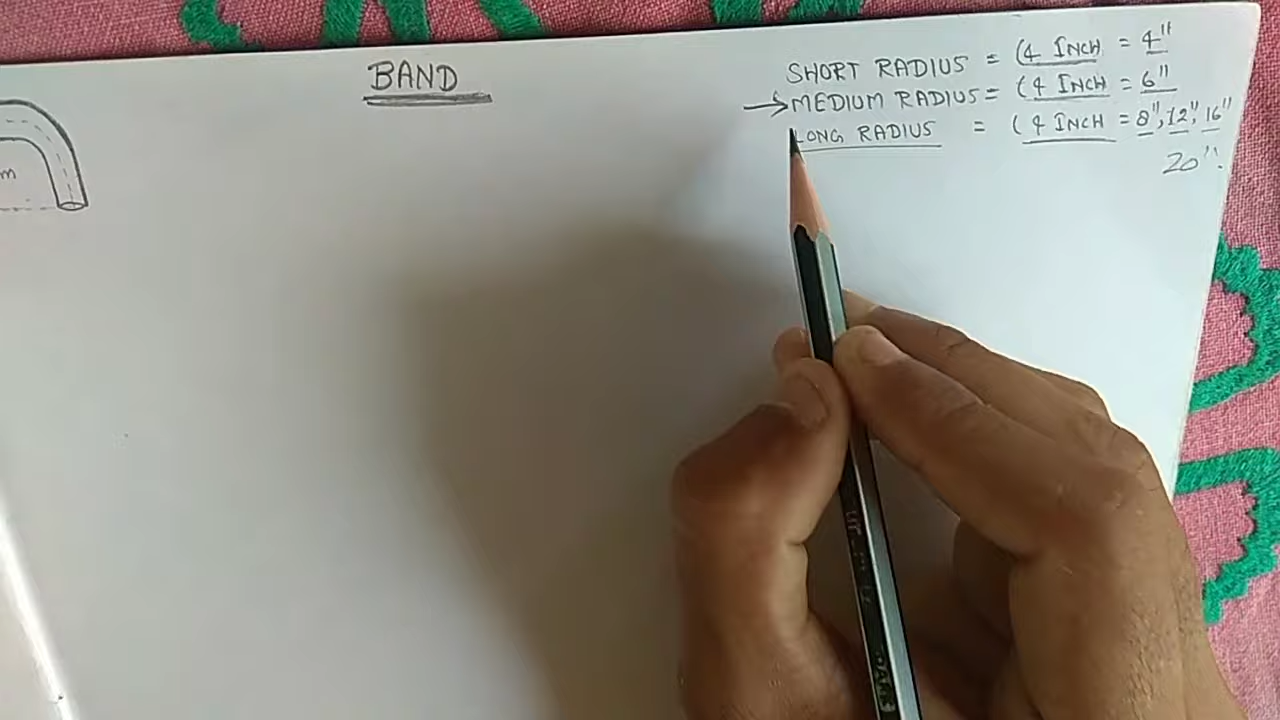 BAND
SHORT RADIUS = (4 INCH = 4"
MEDIUM RADIUS = (4 INCH = 6"
LONG RADIUS = (4 INCH = 8", 12", 16"
20".
m